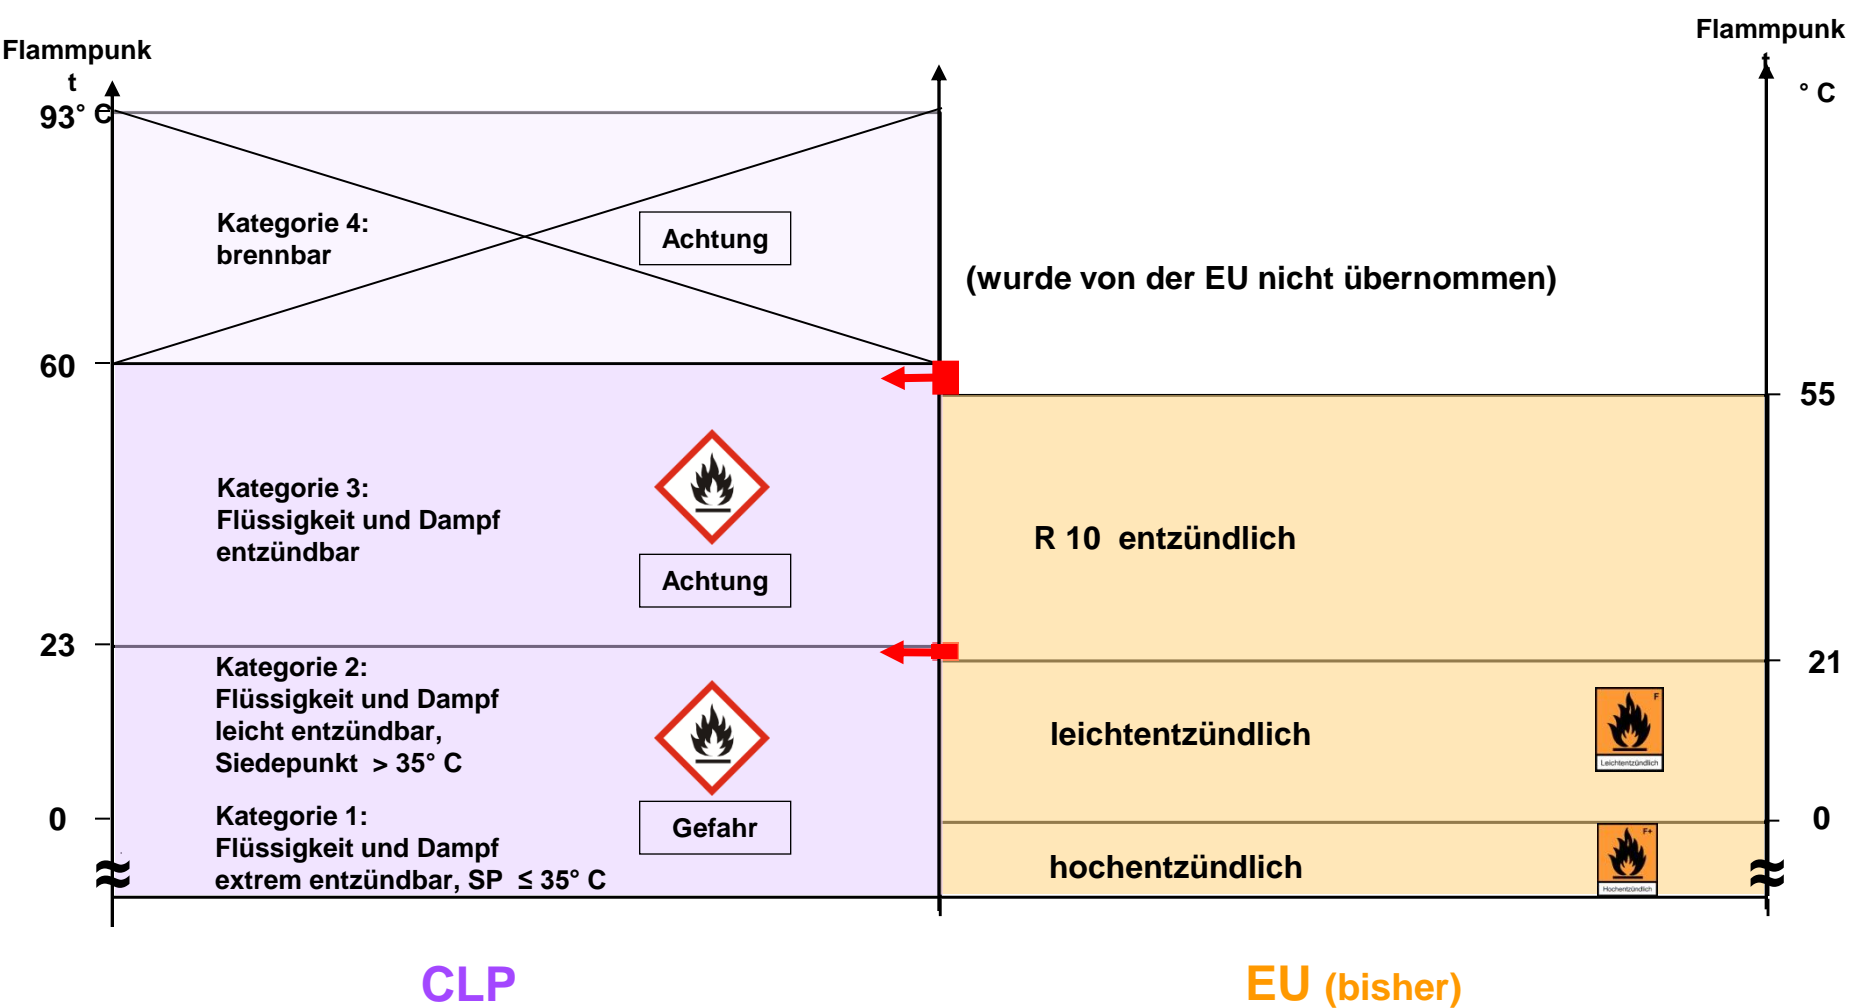 Flammpunk
t
° C
93
Kategorie 4:
brennbar
Achtung
60
Kategorie 3:
Flüssigkeit und Dampf
entzündbar
Achtung
23
Kategorie 2:
Flüssigkeit und Dampf
leicht entzündbar,
Siedepunkt > 35° C
0
Kategorie 1:
Flüssigkeit und Dampf
extrem entzündbar, SP ≤ 35° C
Gefahr
≈
CLP
Flammpunk
t
° C
(wurde von der EU nicht übernommen)
55
R 10 entzündlich
21
leichtentzündlich
F
Leichtentzündlich
0
hochentzündlich
F+
Hochentzündlich
≈
EU (bisher)